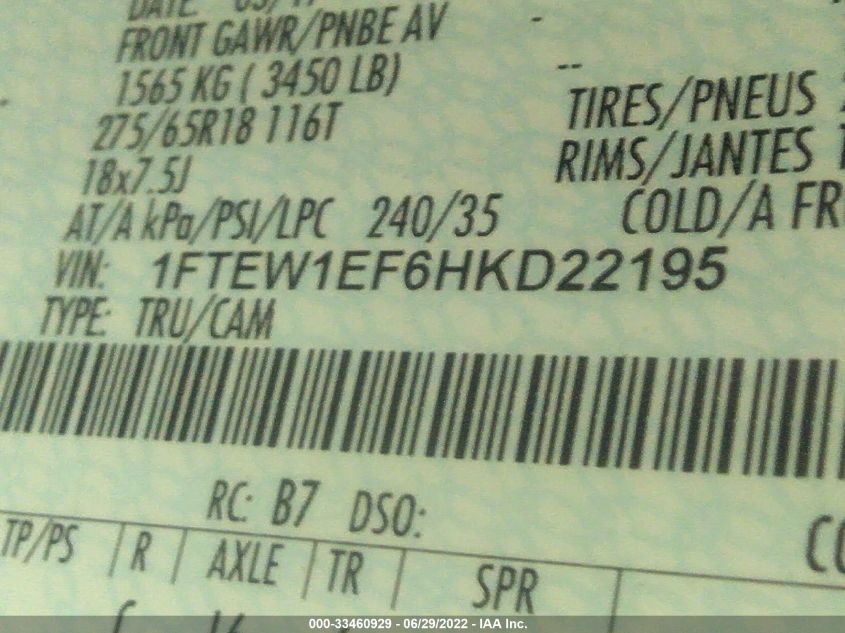 DATE
FRONT GAWR/PNBE AV
1565 KG ( 3450 LB)
275/65R18 116T
18x7.5J
AT/A kPa/PSI/LPC 240/35
--
TIRES/PNEUS
RIMS/JANTES
COLD/A FR
VIN: 1FTEW1EF6HKD22195
TYPE: TRU/CAM
RC: B7 DSO:
TP/PS R AXLE TR SPR
000-33460929 - 06/29/2022 - IAA Inc.